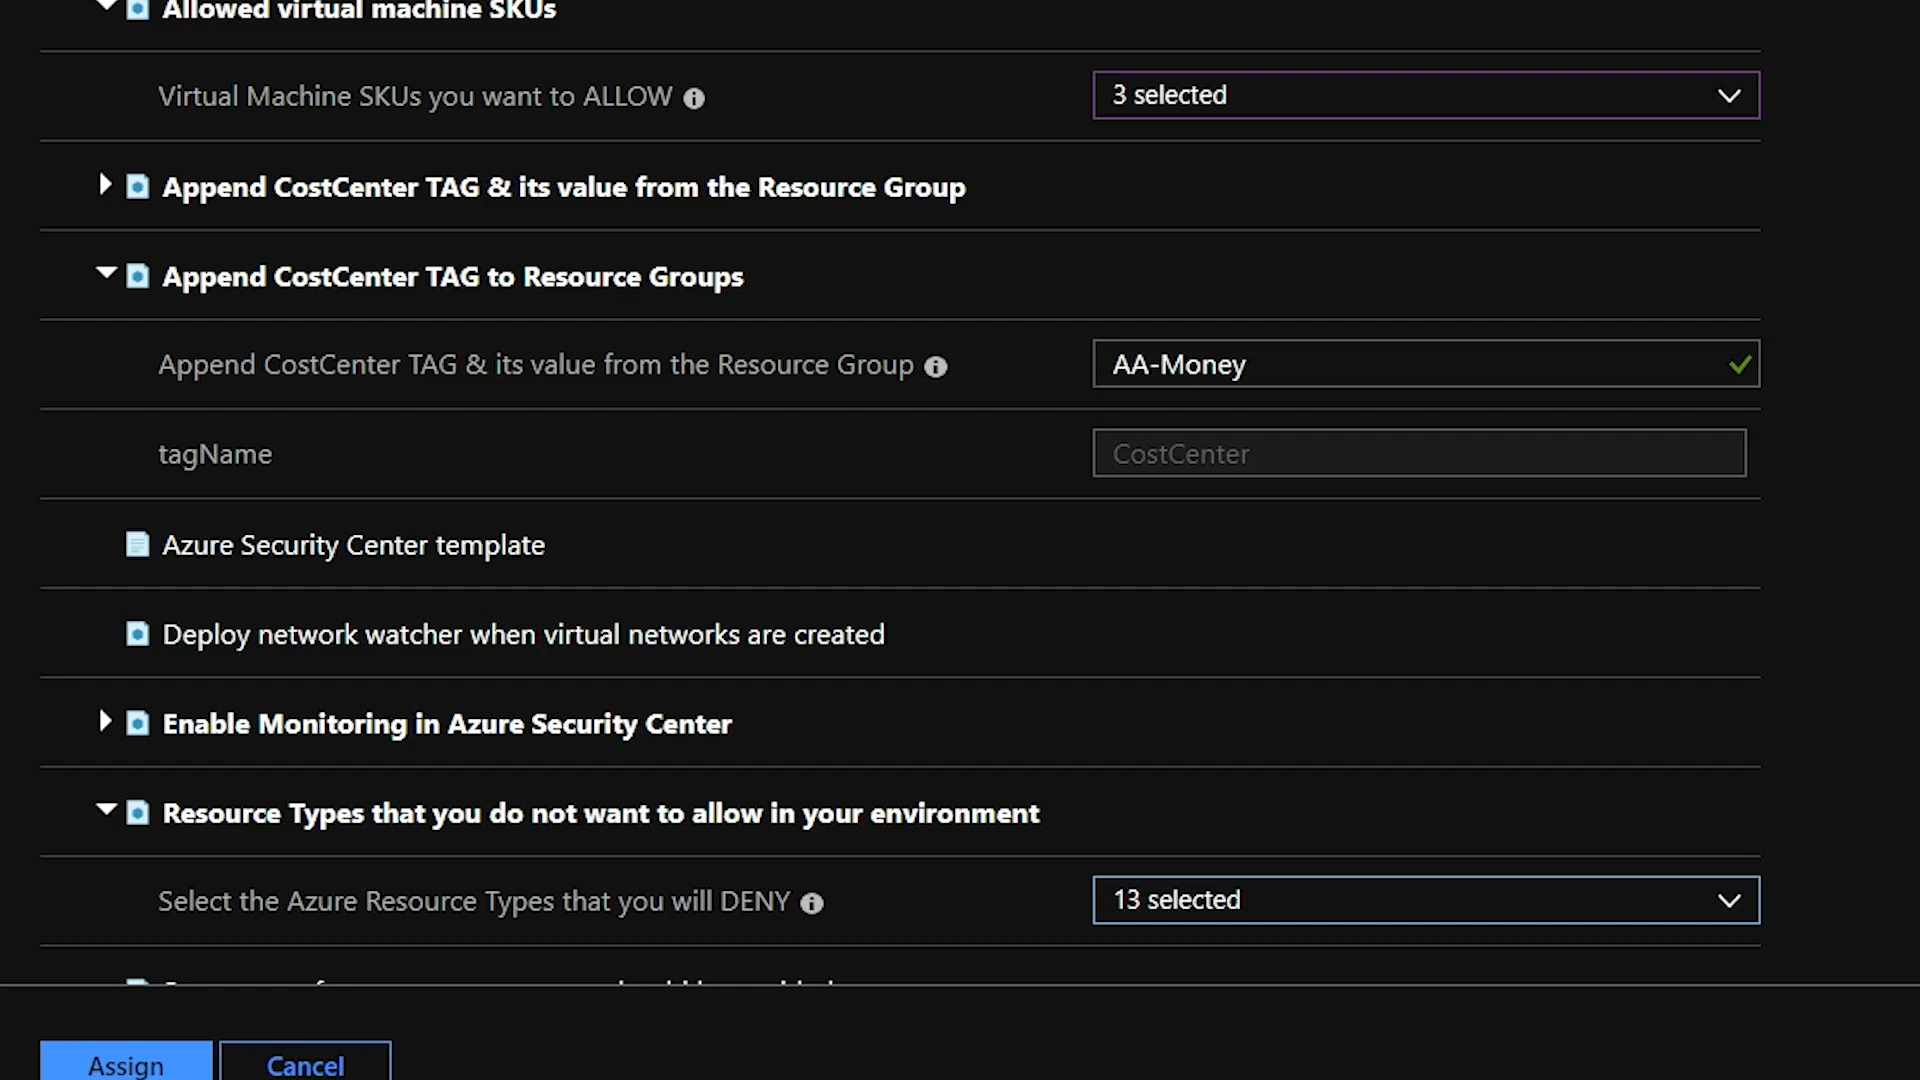 Allowed virtual machine SKUs
Virtual Machine SKUs you want to ALLOW
3 selected
Append CostCenter TAG & its value from the Resource Group
Append CostCenter TAG to Resource Groups
Append CostCenter TAG & its value from the Resource Group
AA-Money
tagName
CostCenter
Azure Security Center template
Deploy network watcher when virtual networks are created
Enable Monitoring in Azure Security Center
Resource Types that you do not want to allow in your environment
Select the Azure Resource Types that you will DENY
13 selected
Assign
Cancel